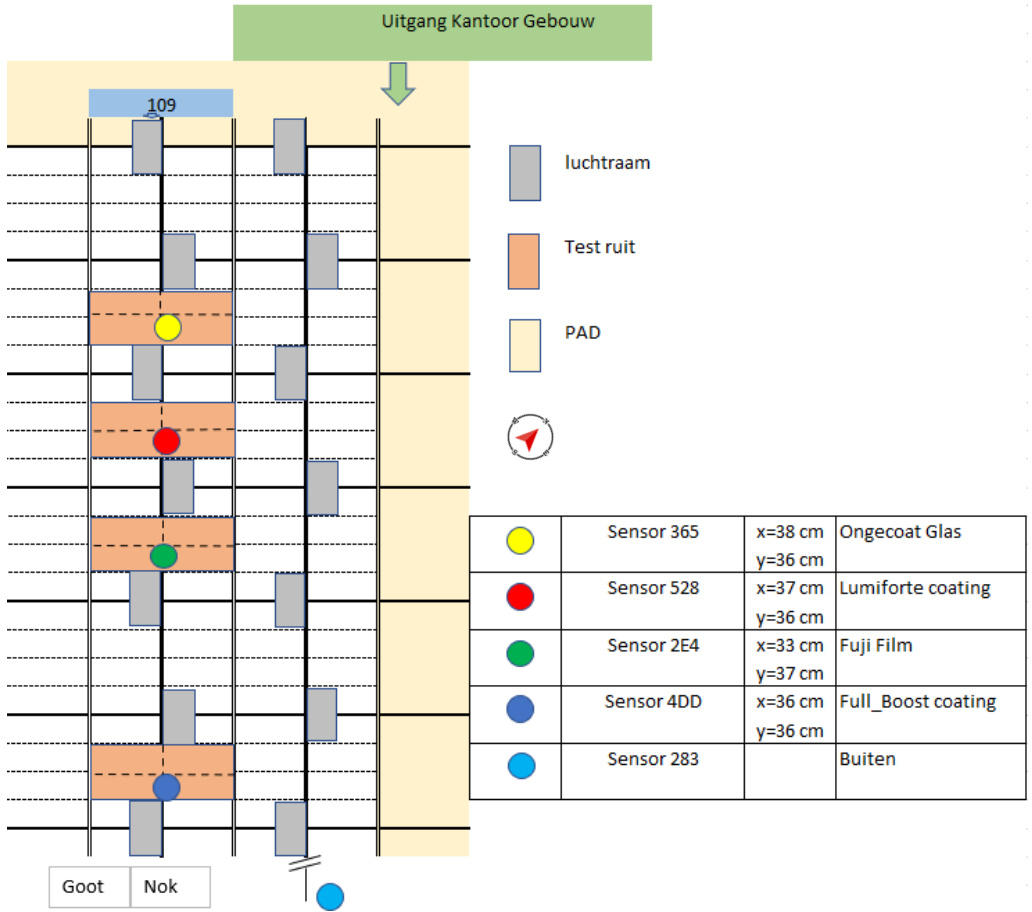 Uitgang Kantoor Gebouw
109
luchtraam
Test ruit
PAD
Sensor 365
x=38 cm
y=36 cm
Ongecoat Glas
Sensor 528
x=37 cm
y=36 cm
Lumiforte coating
Sensor 2E4
x=33 cm
y=37 cm
Fuji Film
Sensor 4DD
x=36 cm
y=36 cm
Full_Boost coating
Sensor 283
Buiten
Goot
Nok